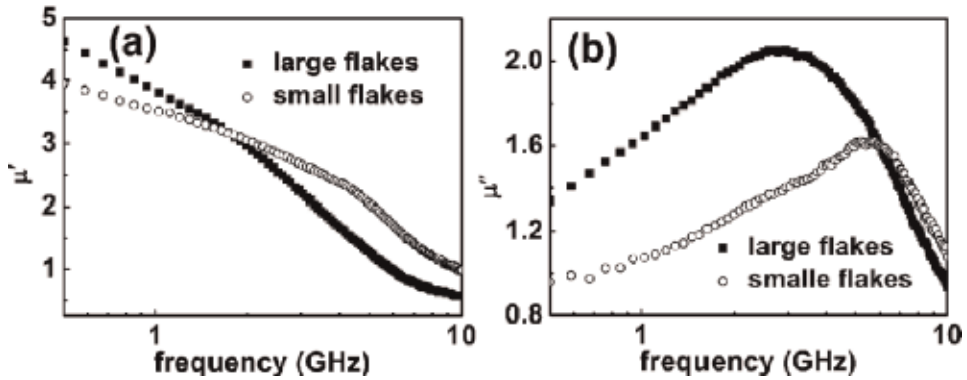 (a)
large flakes
small flakes
5
4
3
2
1
μ'
1
10
frequency (GHz)
(b)
2.0
1.6
1.2
0.8
μ''
large flakes
smalle flakes
1
10
frequency (GHz)